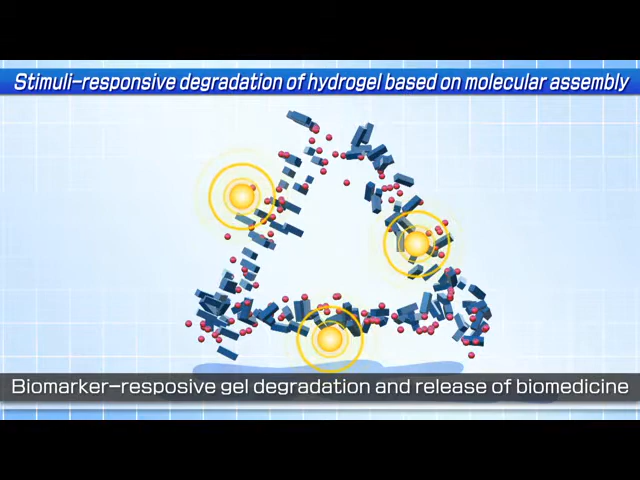 Stimuli-responsive degradation of hydrogel based on molecular assembly
Biomarker-resposive gel degradation and release of biomedicine